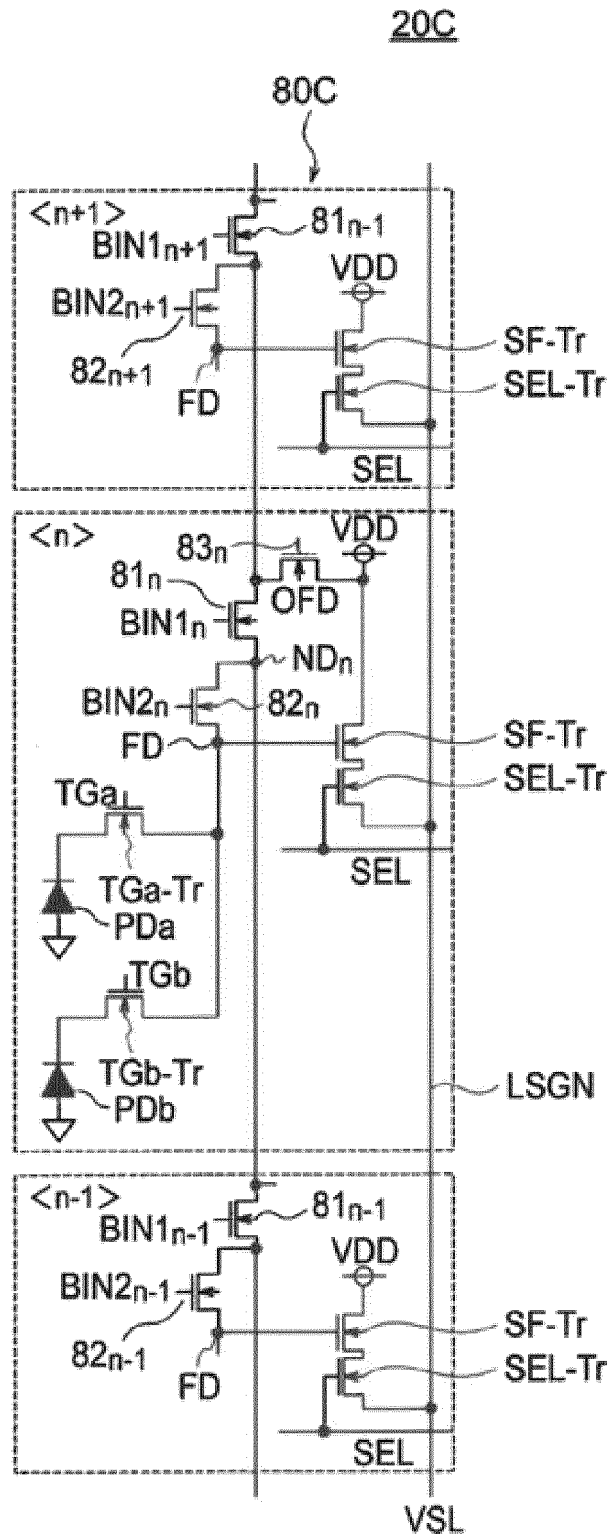 20C
80C
<n+1>
BIN1n+1
81n-1
VDD
BIN2n+1
SF-Tr
82n+1
FD
SEL-Tr
SEL
<n>
83n
VDD
81n
OFD
BIN1n
NDn
BIN2n
82n
FD
SF-Tr
SEL-Tr
TGa
SEL
TGa-Tr
PDa
TGb
TGb-Tr
LSGN
PDb
<n-1>
BIN1n-1
81n-1
VDD
BIN2n-1
SF-Tr
82n-1
FD
SEL-Tr
SEL
VSL